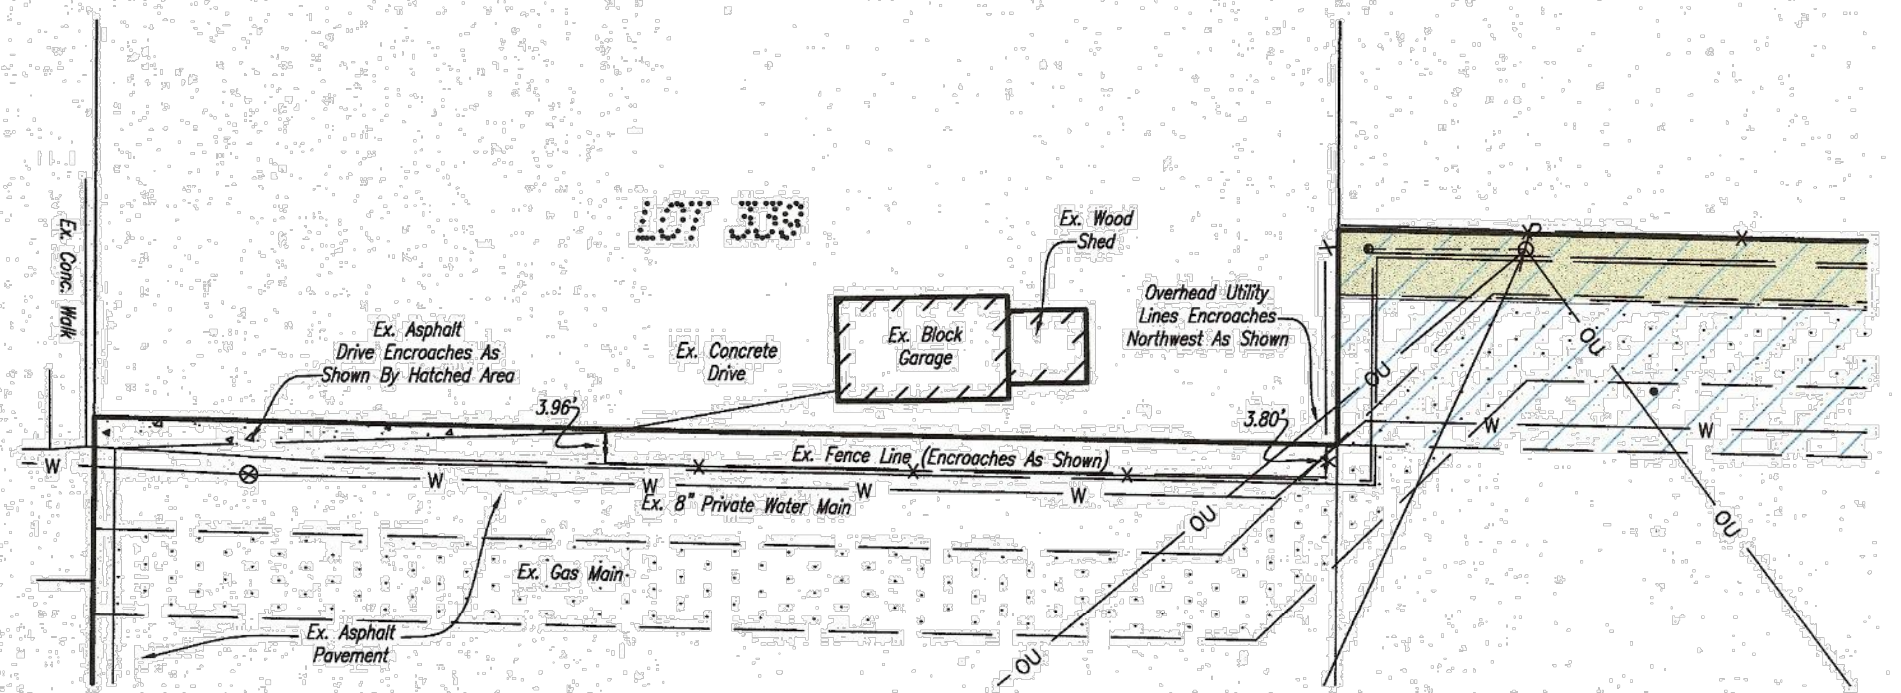 LOT 339
Ex. Wood
Shed
Ex. Conc. Walk
Overhead Utility
Lines Encroaches
Northwest As Shown
Ex. Asphalt
Drive Encroaches As
Shown By Hatched Area
Ex. Concrete
Drive
Ex. Block
Garage
OU
OU
3.96'
3.80'
W
W
Ex. Fence Line (Encroaches As Shown)
W
W
W
W
W
Ex. 8" Private Water Main
OU
OU
Ex. Gas Main
Ex. Asphalt
Pavement
OU